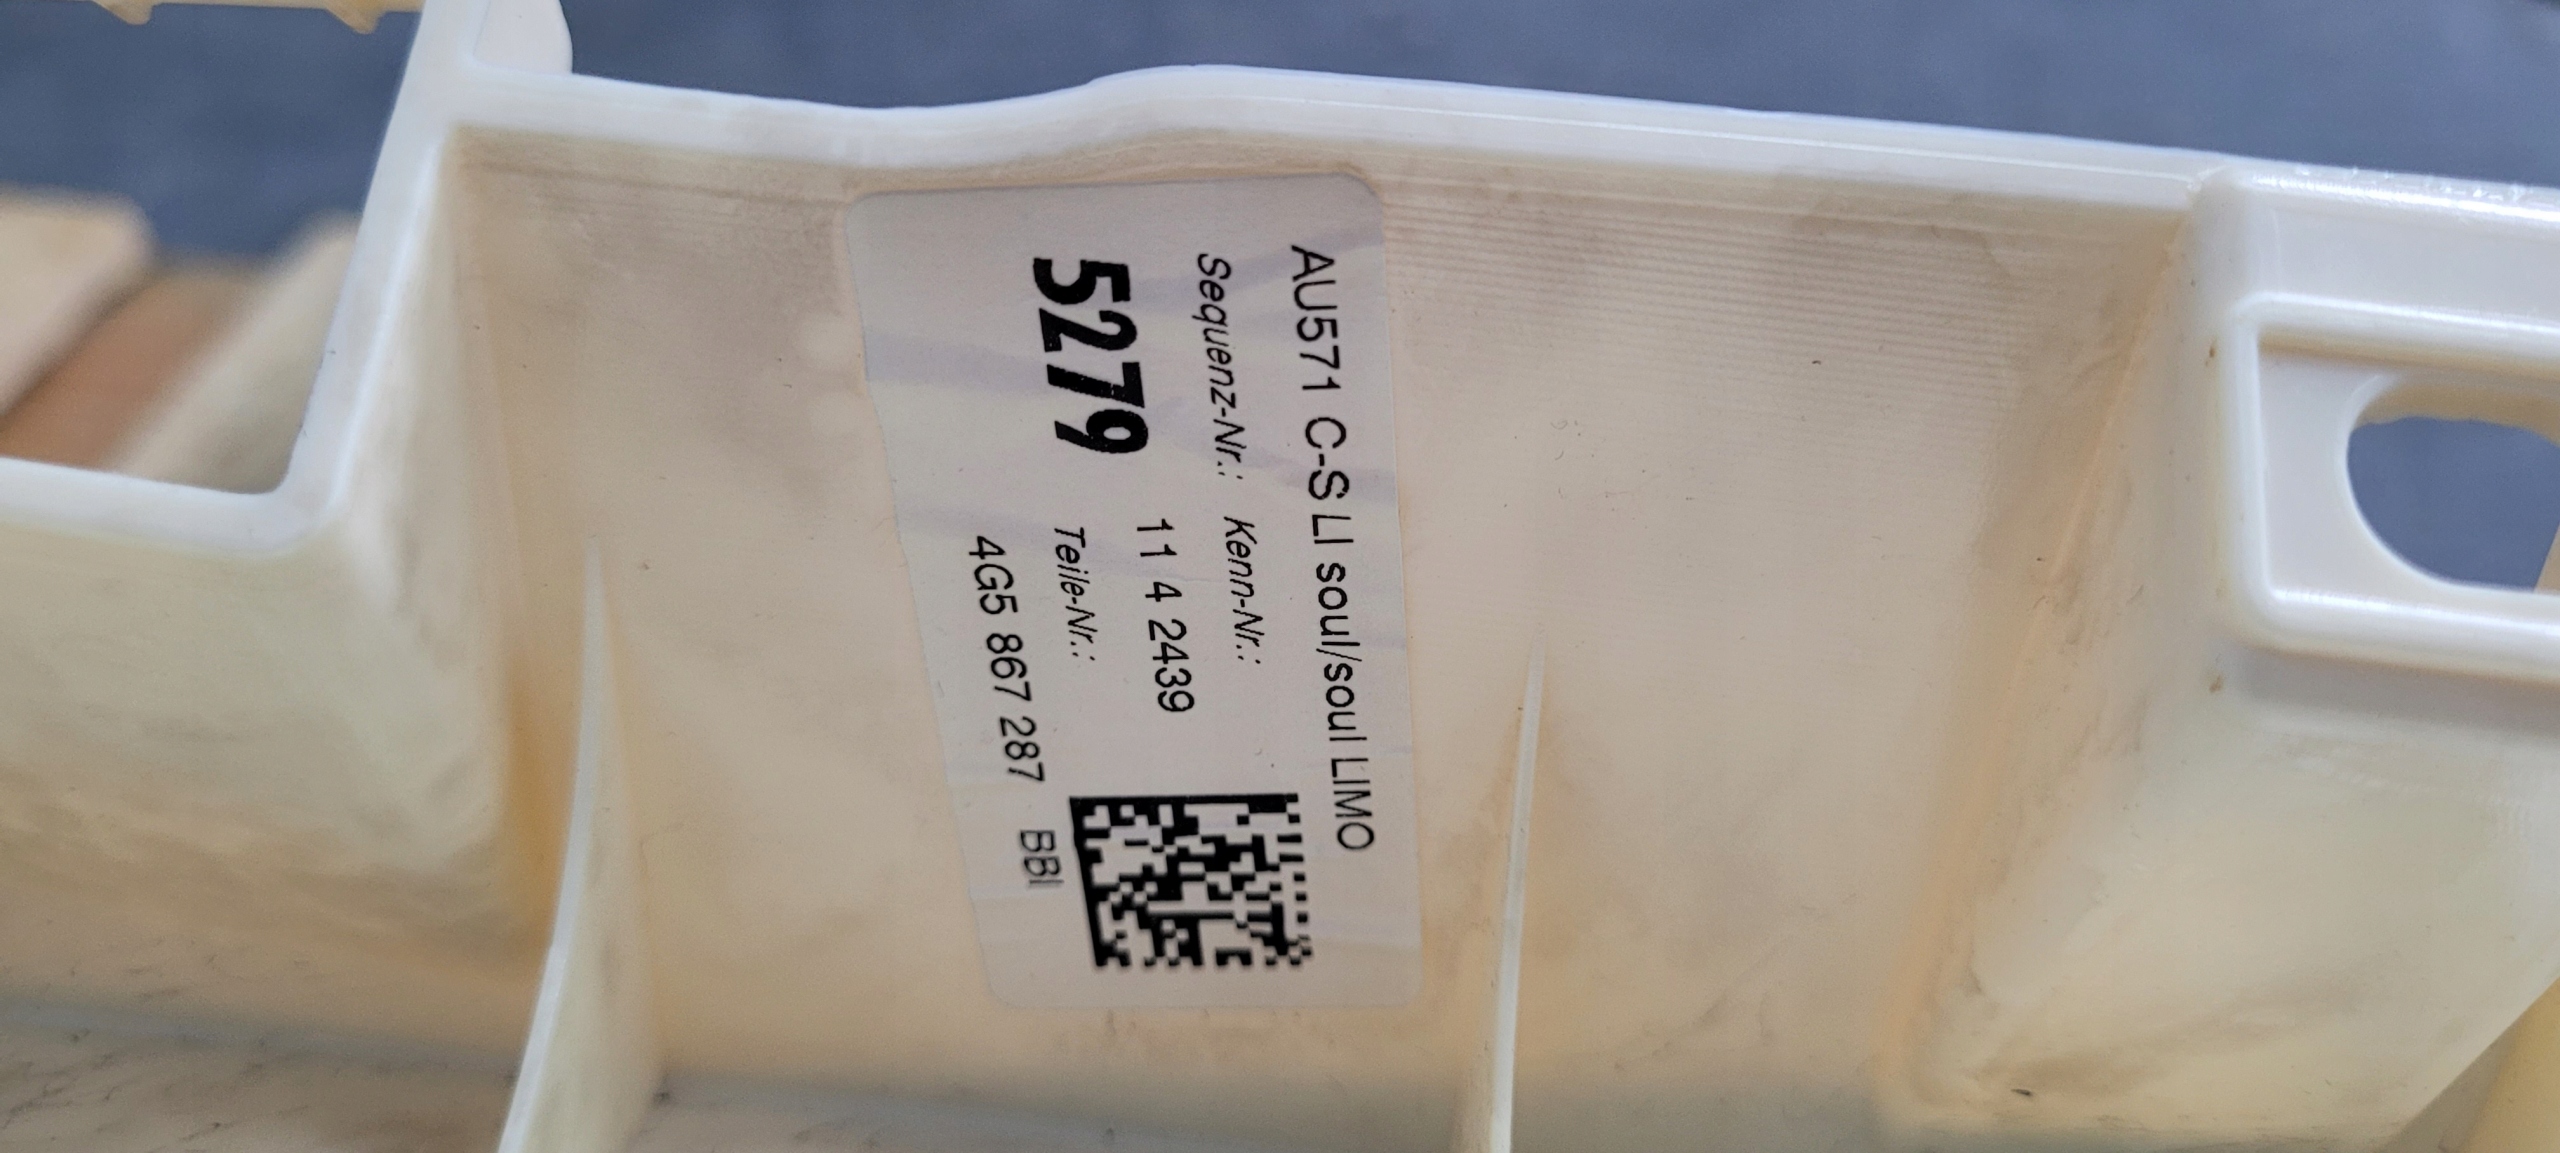 AU571 C-S LI soul/soul LIMO
Sequenz-Nr.: Kenn-Nr.:
5279 11 4 2439
Teile-Nr.:
4G5 867 287 BBI